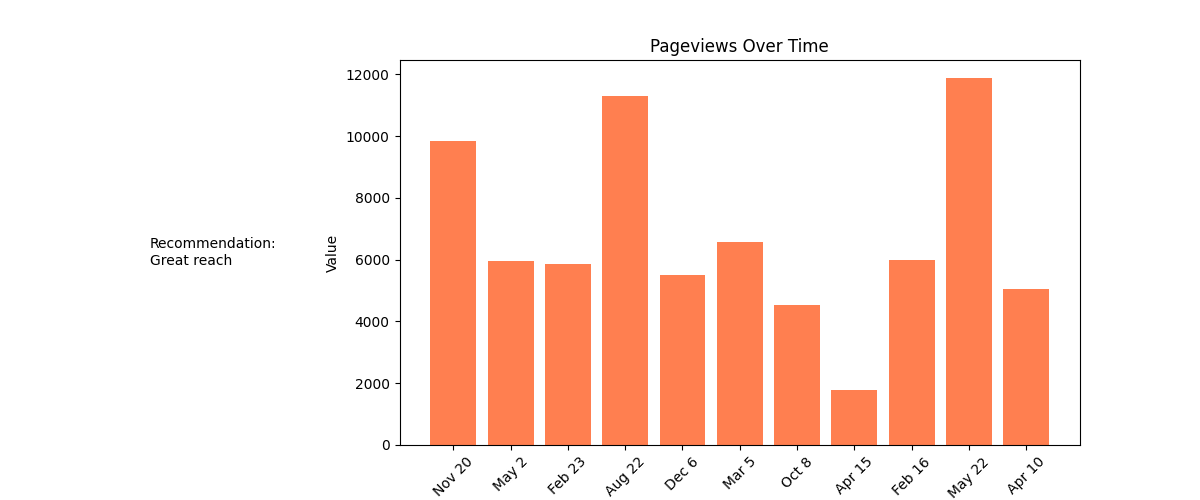 Pageviews Over Time
Recommendation:
Great reach
Value
12000
10000
8000
6000
4000
2000
0
Nov 20
May 2
Feb 23
Aug 22
Dec 6
Mar 5
Oct 8
Apr 15
Feb 16
May 22
Apr 10